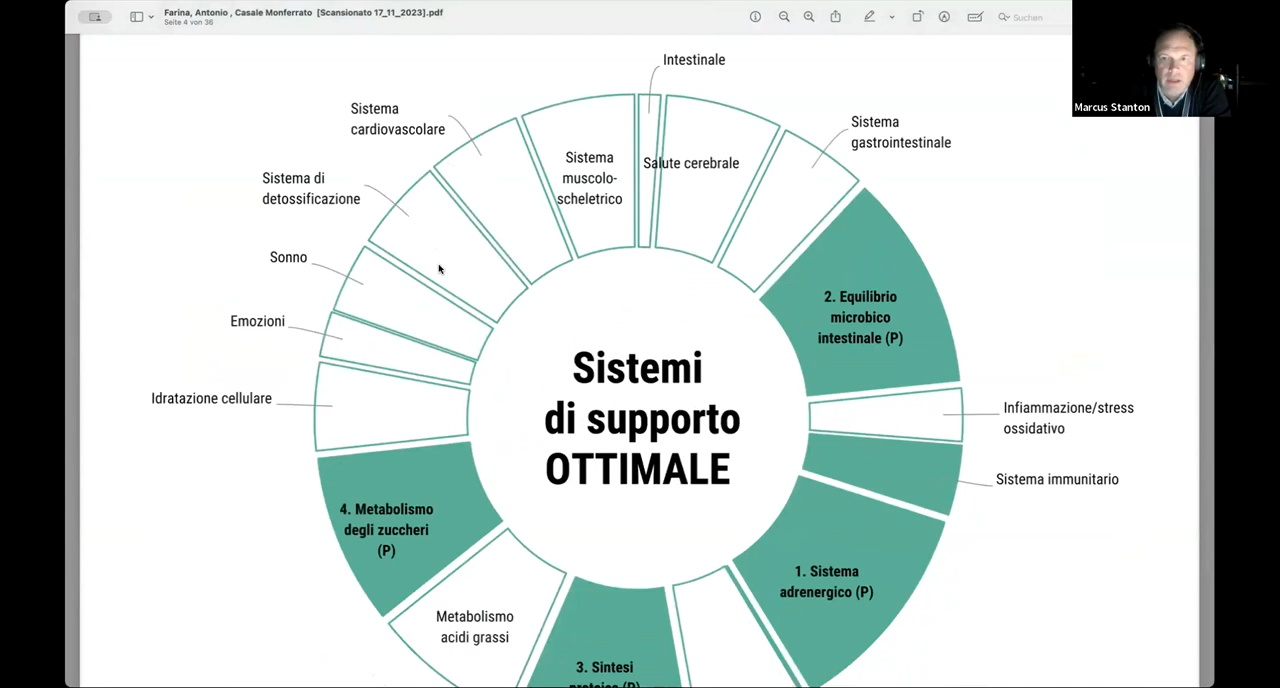 Farina, Antonio , Casale Monferrato [Scansionato 17_11_2023].pdf
Seite 4 von 36
Suchen
Marcus Stanton
Intestinale
Sistema
cardiovascolare
Sistema
muscolo-
scheletrico
Salute cerebrale
Sistema
gastrointestinale
Sistema di
detossificazione
Sonno
Emozioni
Idratazione cellulare
2. Equilibrio
microbico
intestinale (P)
Infiammazione/stress
ossidativo
Sistema immunitario
Sistemi
di supporto
OTTIMALE
4. Metabolismo
degli zuccheri
(P)
1. Sistema
adrenergico (P)
Metabolismo
acidi grassi
3. Sintesi
proteica (P)